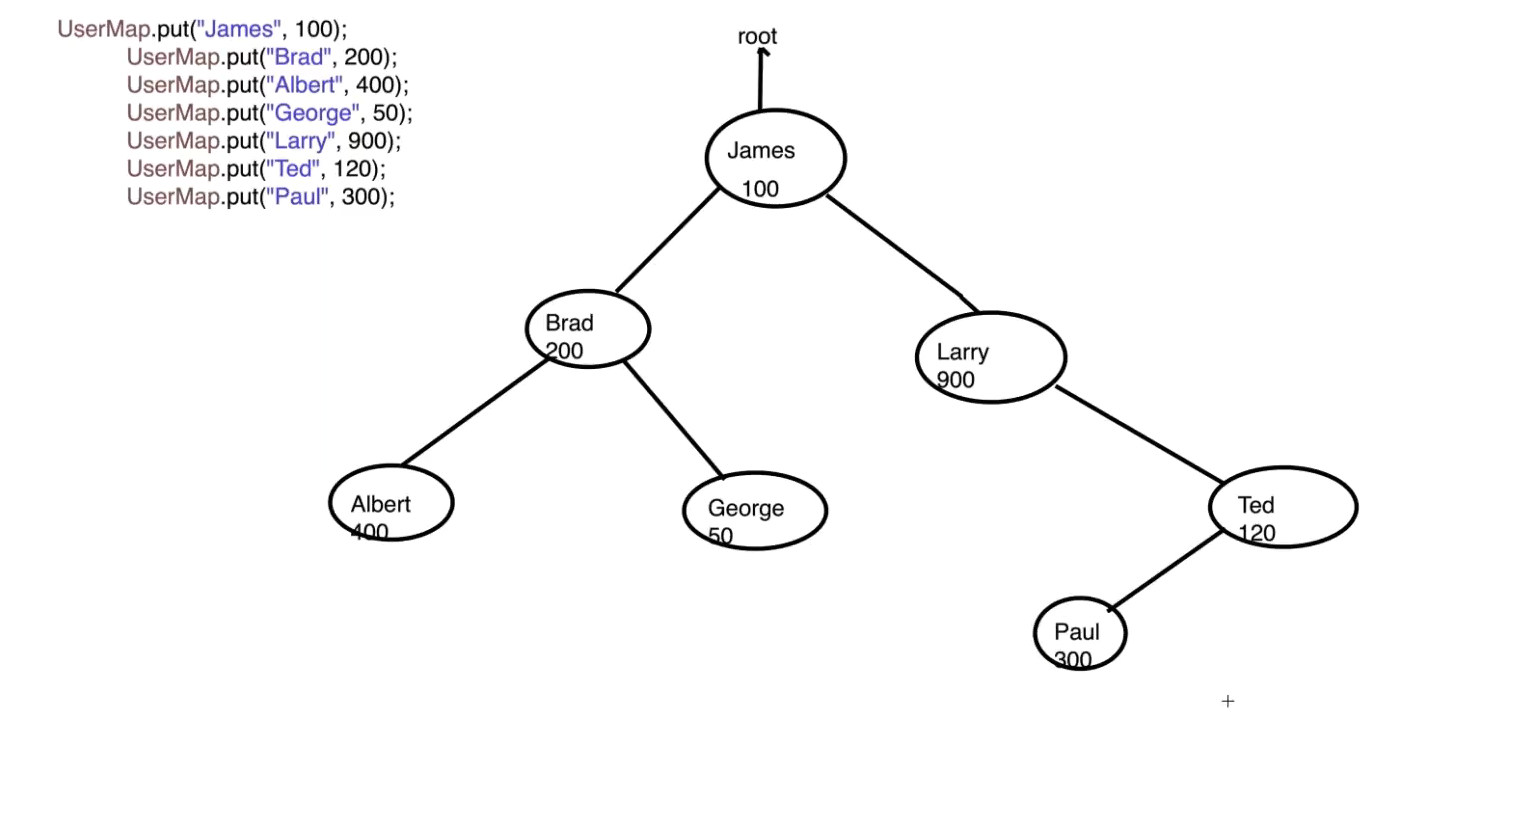 UserMap.put("James", 100);
UserMap.put("Brad", 200);
UserMap.put("Albert", 400);
UserMap.put("George", 50);
UserMap.put("Larry", 900);
UserMap.put("Ted", 120);
UserMap.put("Paul", 300);
root
James
100
Brad
200
Larry
900
Albert
400
George
50
Ted
120
Paul
300